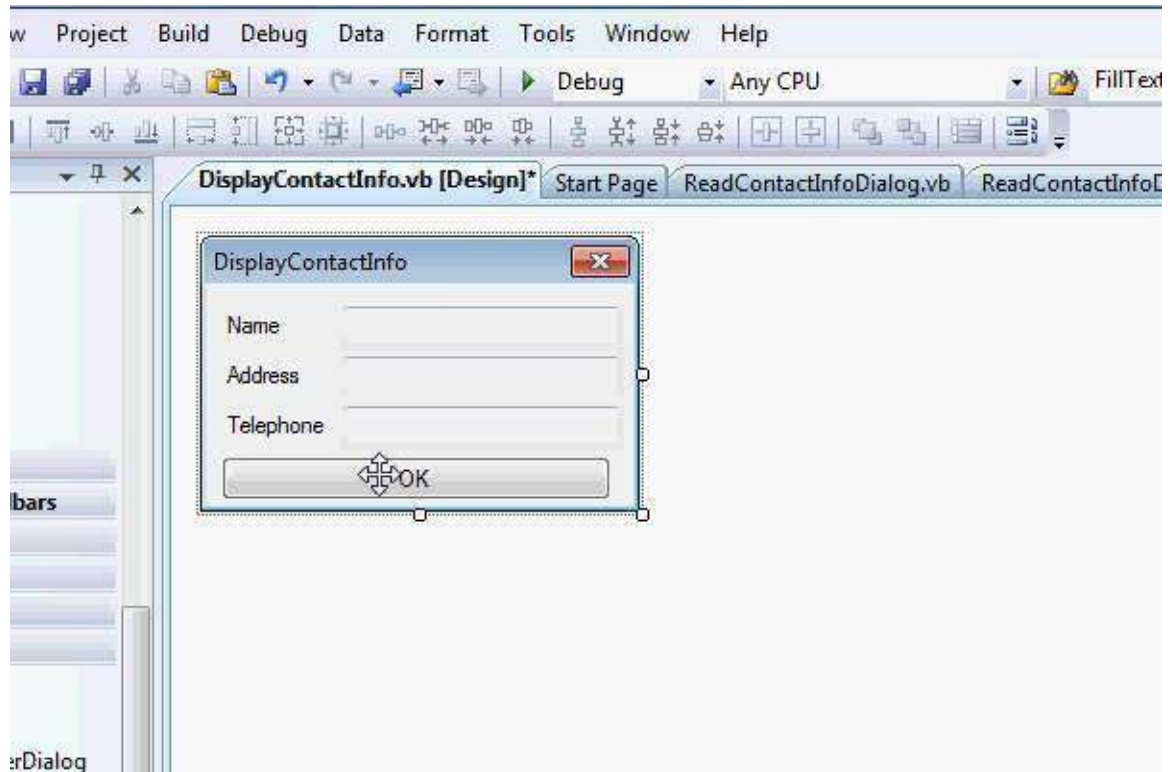 w Project Build Debug Data Format Tools Window Help
Debug Any CPU FillText
DisplayContactInfo.vb [Design]* Start Page ReadContactInfoDialog.vb ReadContactInfoD
DisplayContactInfo
Name
Address
Telephone
OK
lbars
erDialog